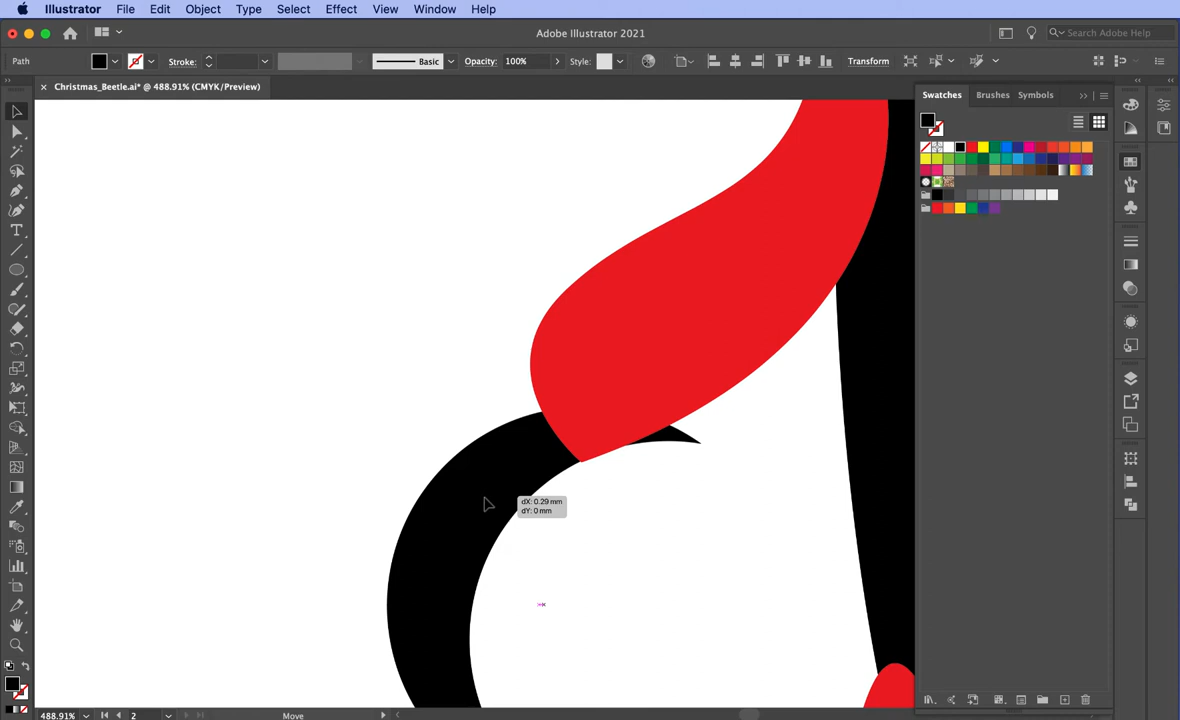 Illustrator File Edit Object Type Select Effect View Window Help
Adobe Illustrator 2021
Search Adobe Help
Path Stroke: Basic Opacity: 100% Style: Transform
Christmas_Beetle.ai* @ 488.91% (CMYK/Preview)
Swatches Brushes Symbols
dX: 0.29 mm
dY: 0 mm
488.91% 2 Move